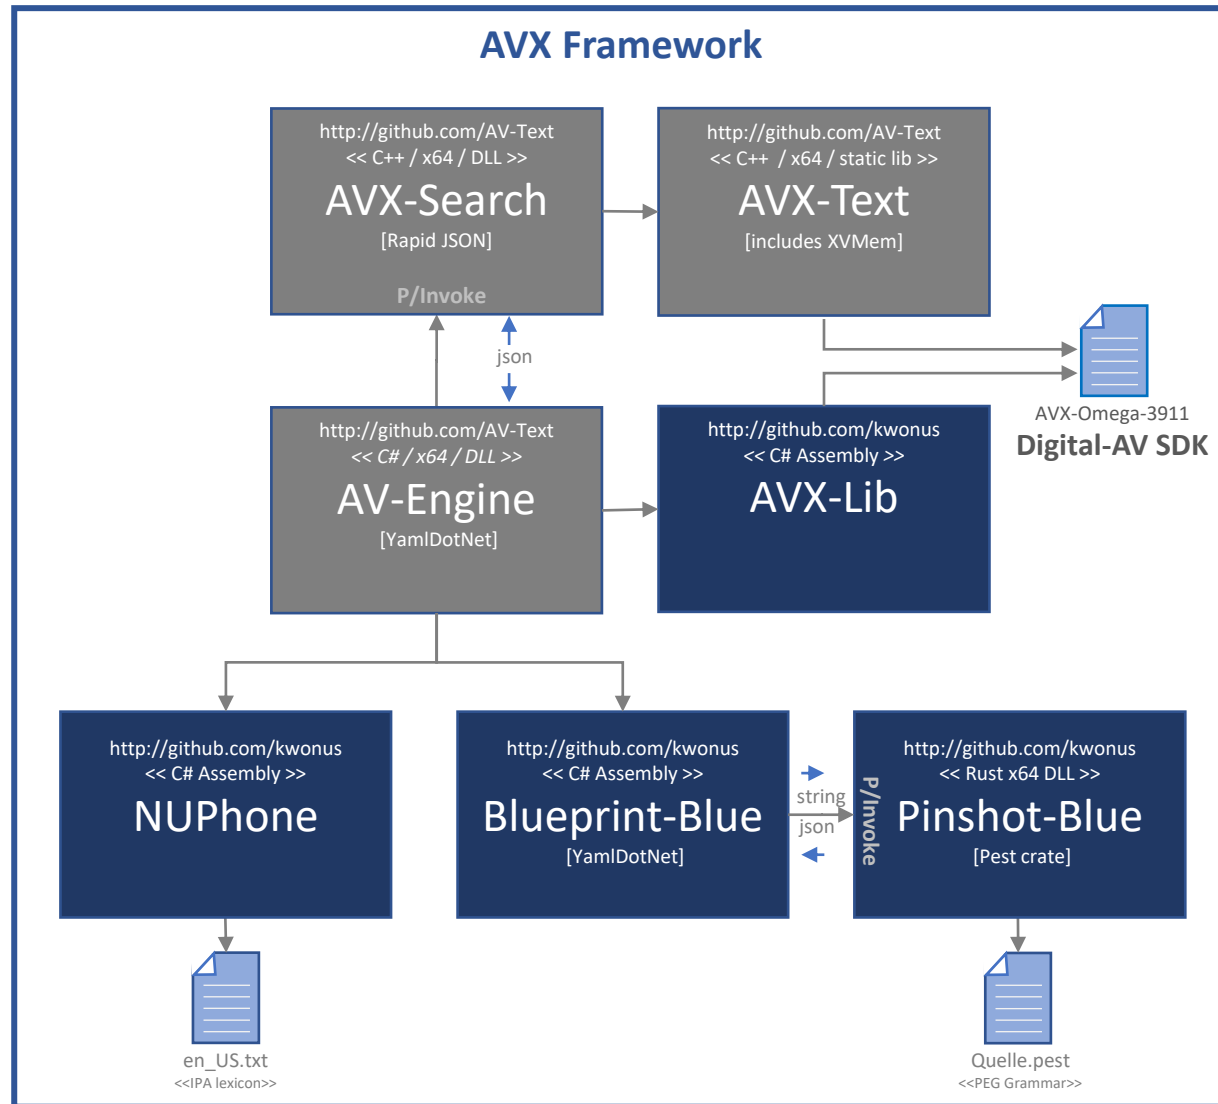 AVX Framework
http://github.com/AV-Text
<< C++ / x64 / DLL >>
AVX-Search
[Rapid JSON]
P/Invoke
http://github.com/AV-Text
<< C++ / x64 / static lib >>
AVX-Text
[includes XVMem]
json
AVX-Omega-3911
Digital-AV SDK
http://github.com/AV-Text
<< C# / x64 / DLL >>
AV-Engine
[YamlDotNet]
http://github.com/kwonus
<< C# Assembly >>
AVX-Lib
http://github.com/kwonus
<< C# Assembly >>
NUPhone
http://github.com/kwonus
<< C# Assembly >>
Blueprint-Blue
[YamlDotNet]
string
json
P/Invoke
http://github.com/kwonus
<< Rust x64 DLL >>
Pinshot-Blue
[Pest crate]
en_US.txt
<<IPA lexicon>>
Quelle.pest
<<PEG Grammar>>